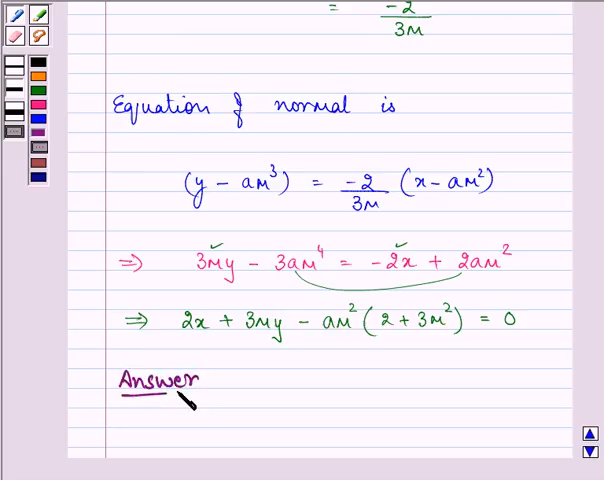 = -2/3M
Equation of normal is
(y - aM³) = -2/3M (x - aM²)
⇒ 3My - 3aM⁴ = -2x + 2aM²
⇒ 2x + 3My - aM² (2 + 3M²) = 0
Answer